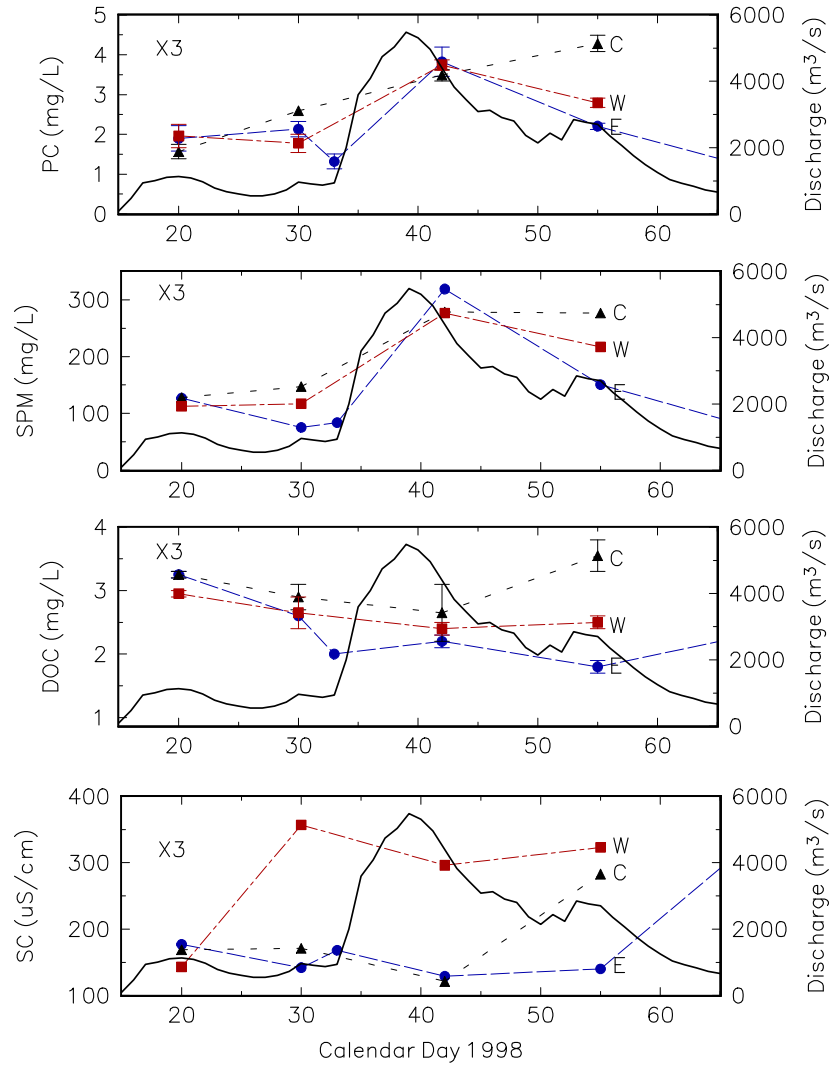 X3
PC (mg/L)
5
4
3
2
1
0
6000
4000
2000
0
Discharge (m³/s)
C
W
E
20
30
40
50
60
X3
SPM (mg/L)
300
200
100
0
6000
4000
2000
0
Discharge (m³/s)
C
W
E
20
30
40
50
60
X3
DOC (mg/L)
4
3
2
1
6000
4000
2000
0
Discharge (m³/s)
C
W
E
20
30
40
50
60
X3
SC (uS/cm)
400
300
200
100
6000
4000
2000
0
Discharge (m³/s)
W
C
E
20
30
40
50
60
Calendar Day 1998